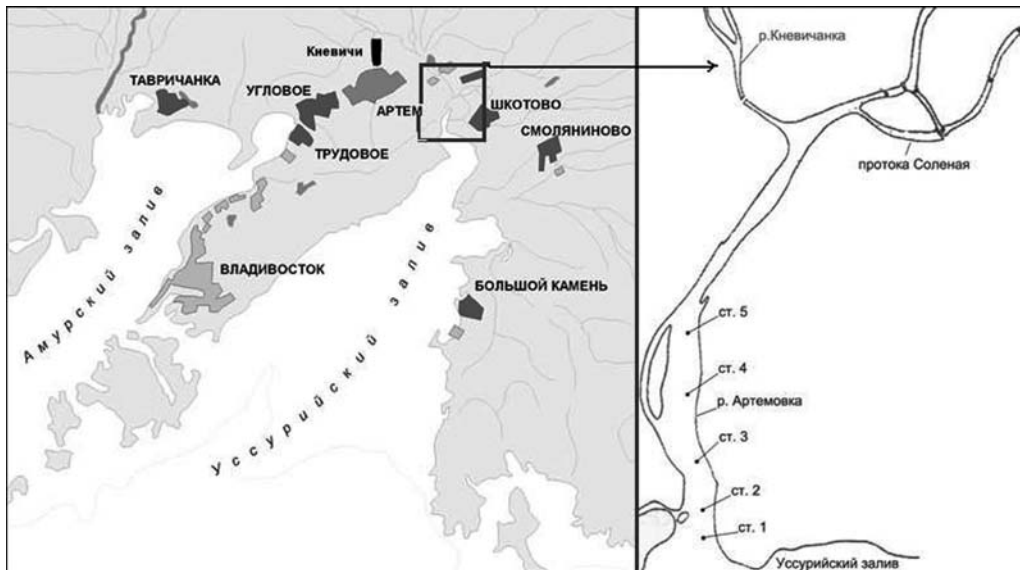 Кневичи
ТАВРИЧАНКА
УГЛОВОЕ
АРТЕМ
ШКОТОВО
СМОЛЯНИНОВО
ТРУДОВОЕ
ВЛАДИВОСТОК
БОЛЬШОЙ КАМЕНЬ
Амурский залив
Уссурийский залив
р.Кневичанка
протока Соленая
ст. 5
ст. 4
р. Артемовка
ст. 3
ст. 2
ст. 1
Уссурийский залив